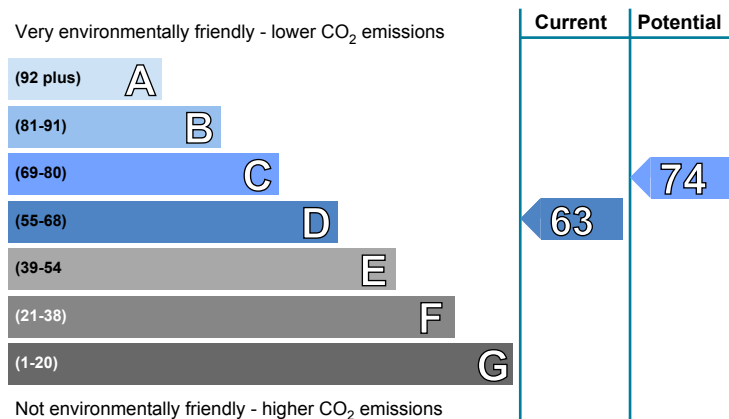 Current Potential
Very environmentally friendly - lower CO2 emissions
(92 plus) A
(81-91) B
(69-80) C
74
(55-68) D
63
(39-54 E
(21-38) F
(1-20) G
Not environmentally friendly - higher CO2 emissions